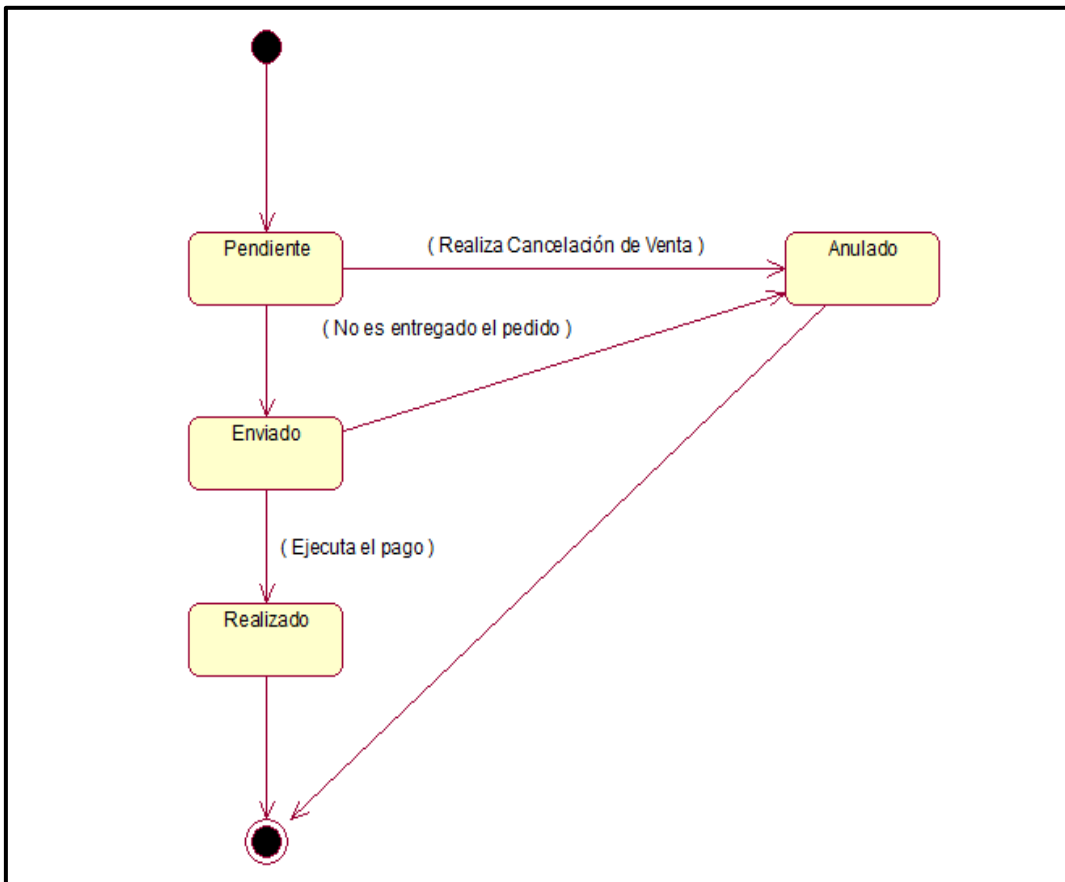 Pendiente
( Realiza Cancelación de Venta )
Anulado
( No es entregado el pedido )
Enviado
( Ejecuta el pago )
Realizado